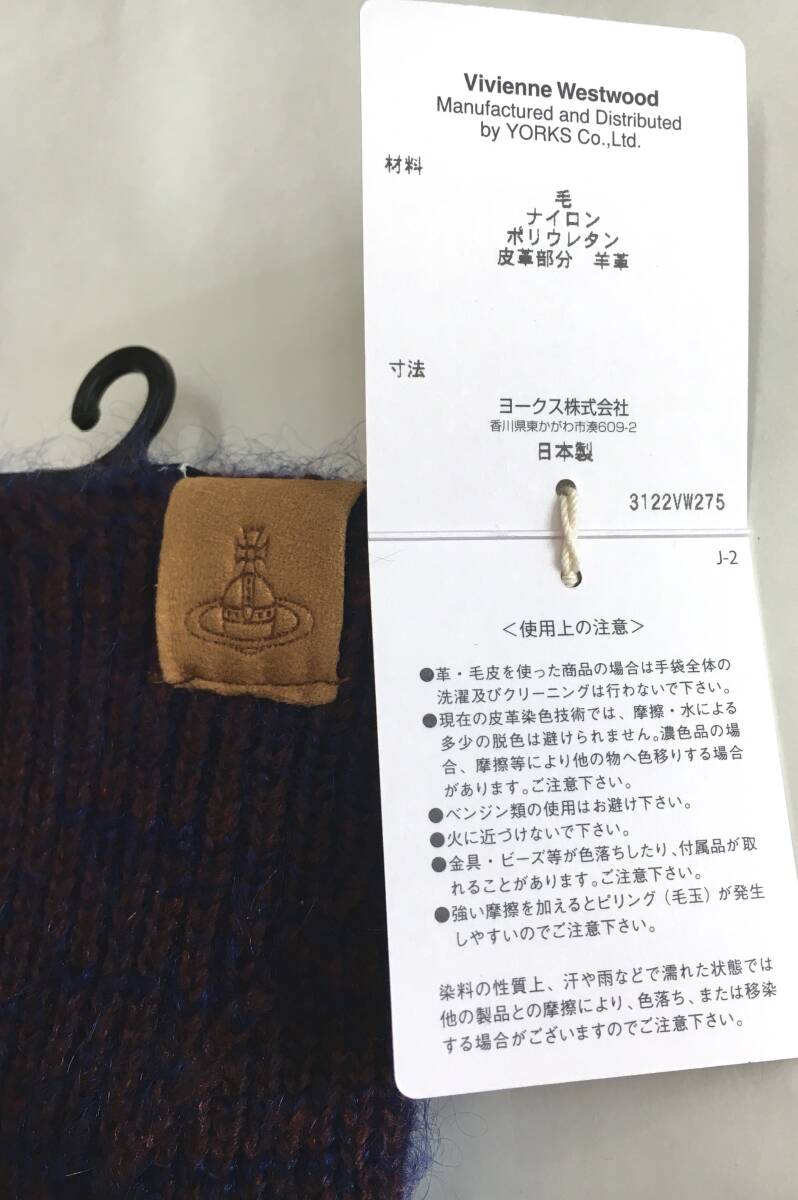 Vivienne Westwood
Manufactured and Distributed
by YORKS Co.,Ltd.
材料
毛
ナイロン
ポリウレタン
皮革部分 羊革
寸法
ヨークス株式会社
香川県東かがわ市湊609-2
日本製
3122VW275
J-2
＜使用上の注意＞
●革・毛皮を使った商品の場合は手袋全体の
洗濯及びクリーニングは行わないで下さい。
●現在の皮革染色技術では、摩擦・水による
多少の脱色は避けられません。濃色品の場
合、摩擦等により他の物へ色移りする場合
があります。ご注意下さい。
●ベンジン類の使用はお避け下さい。
●火に近づけないで下さい。
●金具・ビーズ等が色落ちしたり、付属品が取
れることがあります。ご注意下さい。
●強い摩擦を加えるとピリング（毛玉）が発生
しやすいのでご注意下さい。
染料の性質上、汗や雨などで濡れた状態では
他の製品との摩擦により、色落ち、または移染
する場合がございますのでご注意下さい。